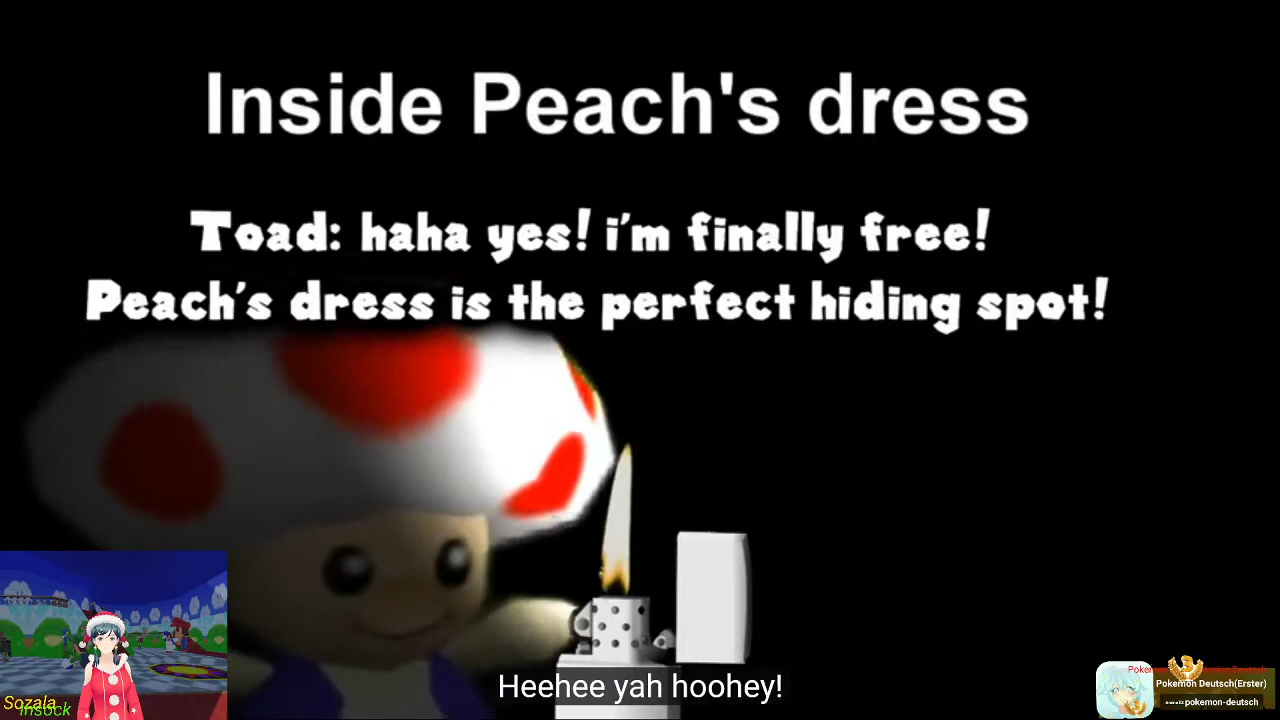 Inside Peach's dress
Toad: haha yes! i'm finally free!
Peach's dress is the perfect hiding spot!
Heehee yah hoohey!
Sozala
insock
Pokemon Deutsch(Erster)
pokemon-deutsch